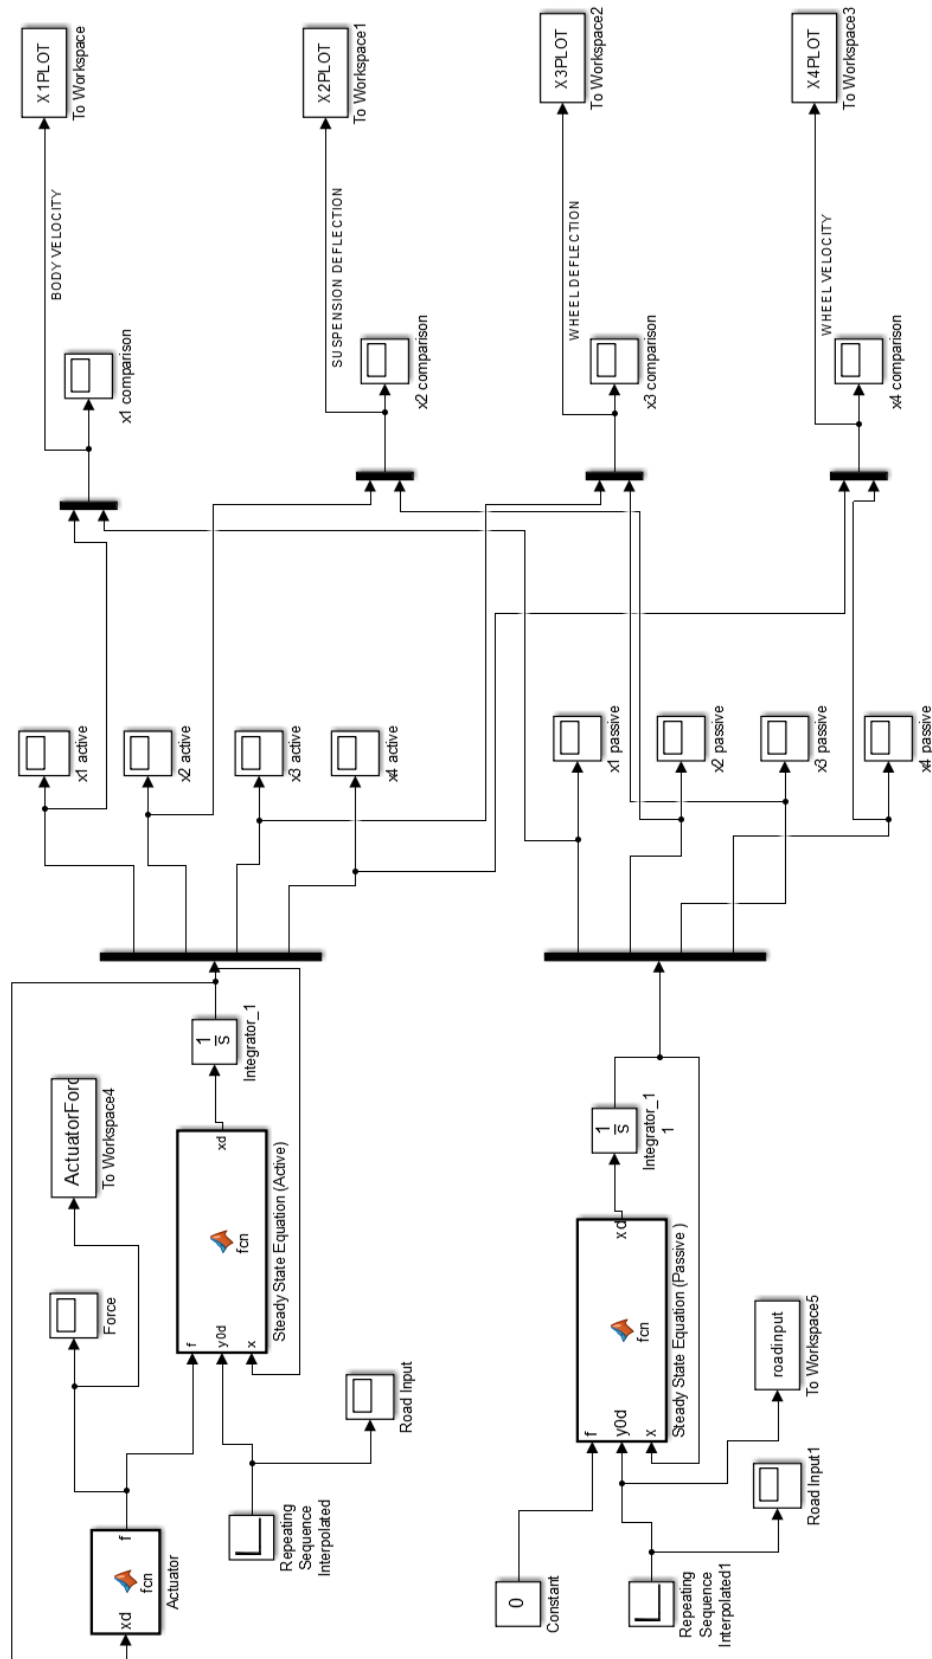 X1PLOT
To Workspace
BODY VELOCITY
x1 comparison
X2PLOT
To Workspace1
SUSPENSION DEFLECTION
x2 comparison
X3PLOT
To Workspace2
WHEEL DEFLECTION
x3 comparison
X4PLOT
To Workspace3
WHEEL VELOCITY
x4 comparison
x1 active
x2 active
x3 active
x4 active
x1 passive
x2 passive
x3 passive
x4 passive
ActuatorForc
To Workspace4
Force
xd
fcn
f
Actuator
f
y0d
x
fcn
xd
Steady State Equation (Active)
1
s
Integrator_1
Repeating
Sequence
Interpolated
Road Input
0
Constant
f
y0d
x
fcn
xd
Steady State Equation (Passive )
1
s
Integrator_1
1
Repeating
Sequence
Interpolated1
Road Input1
roadinput
To Workspace5